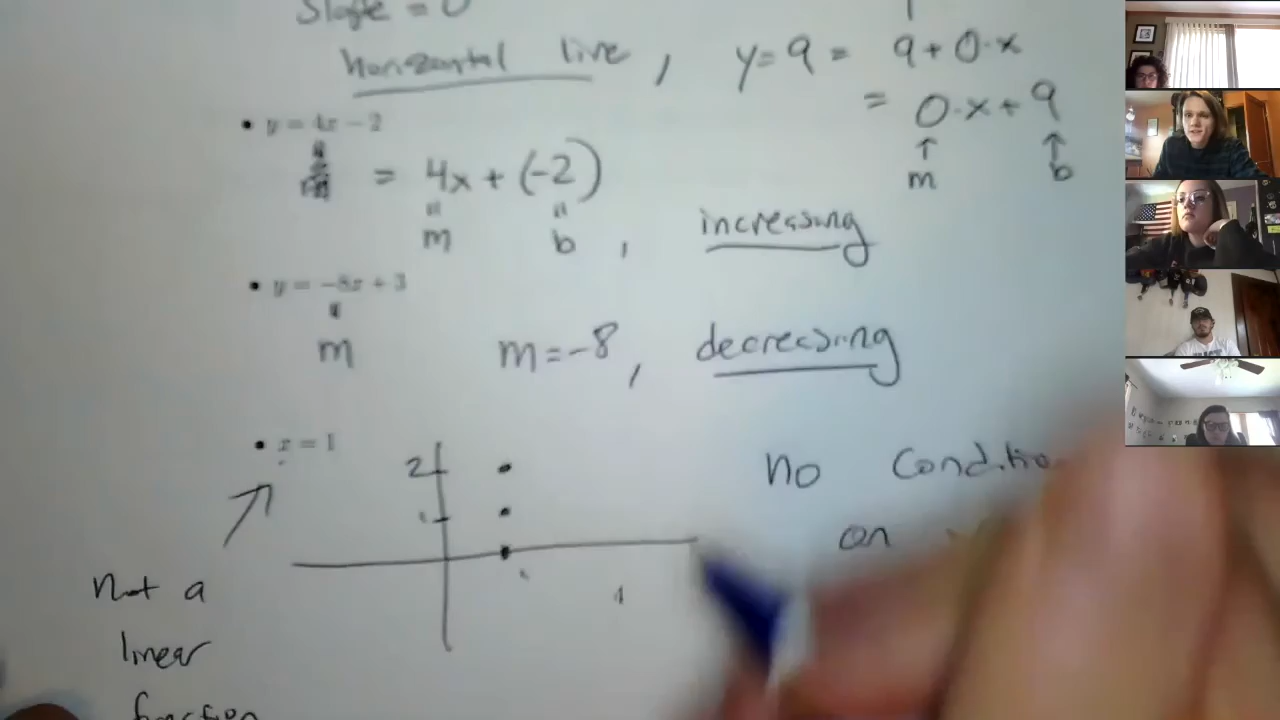 Slope = 0
horizontal line, y = 9 = 9 + 0·x
= 0·x + 9
↑ ↑
m b
• y = 4x − 2
= 4x + (-2)
m b, increasing
• y = −8x + 3
m m = -8, decreasing
• x = 1
2
1
no
on
1
Not a
linear
function